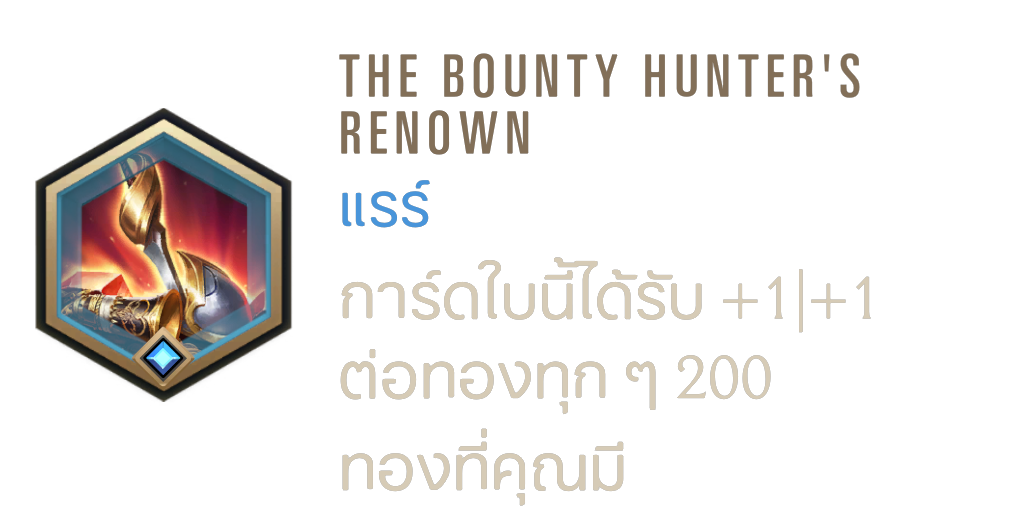 THE BOUNTY HUNTER'S
RENOWN
แรร์
การ์ดใบนี้ได้รับ +1|+1
ต่อทองทุก ๆ 200
ทองที่คุณมี